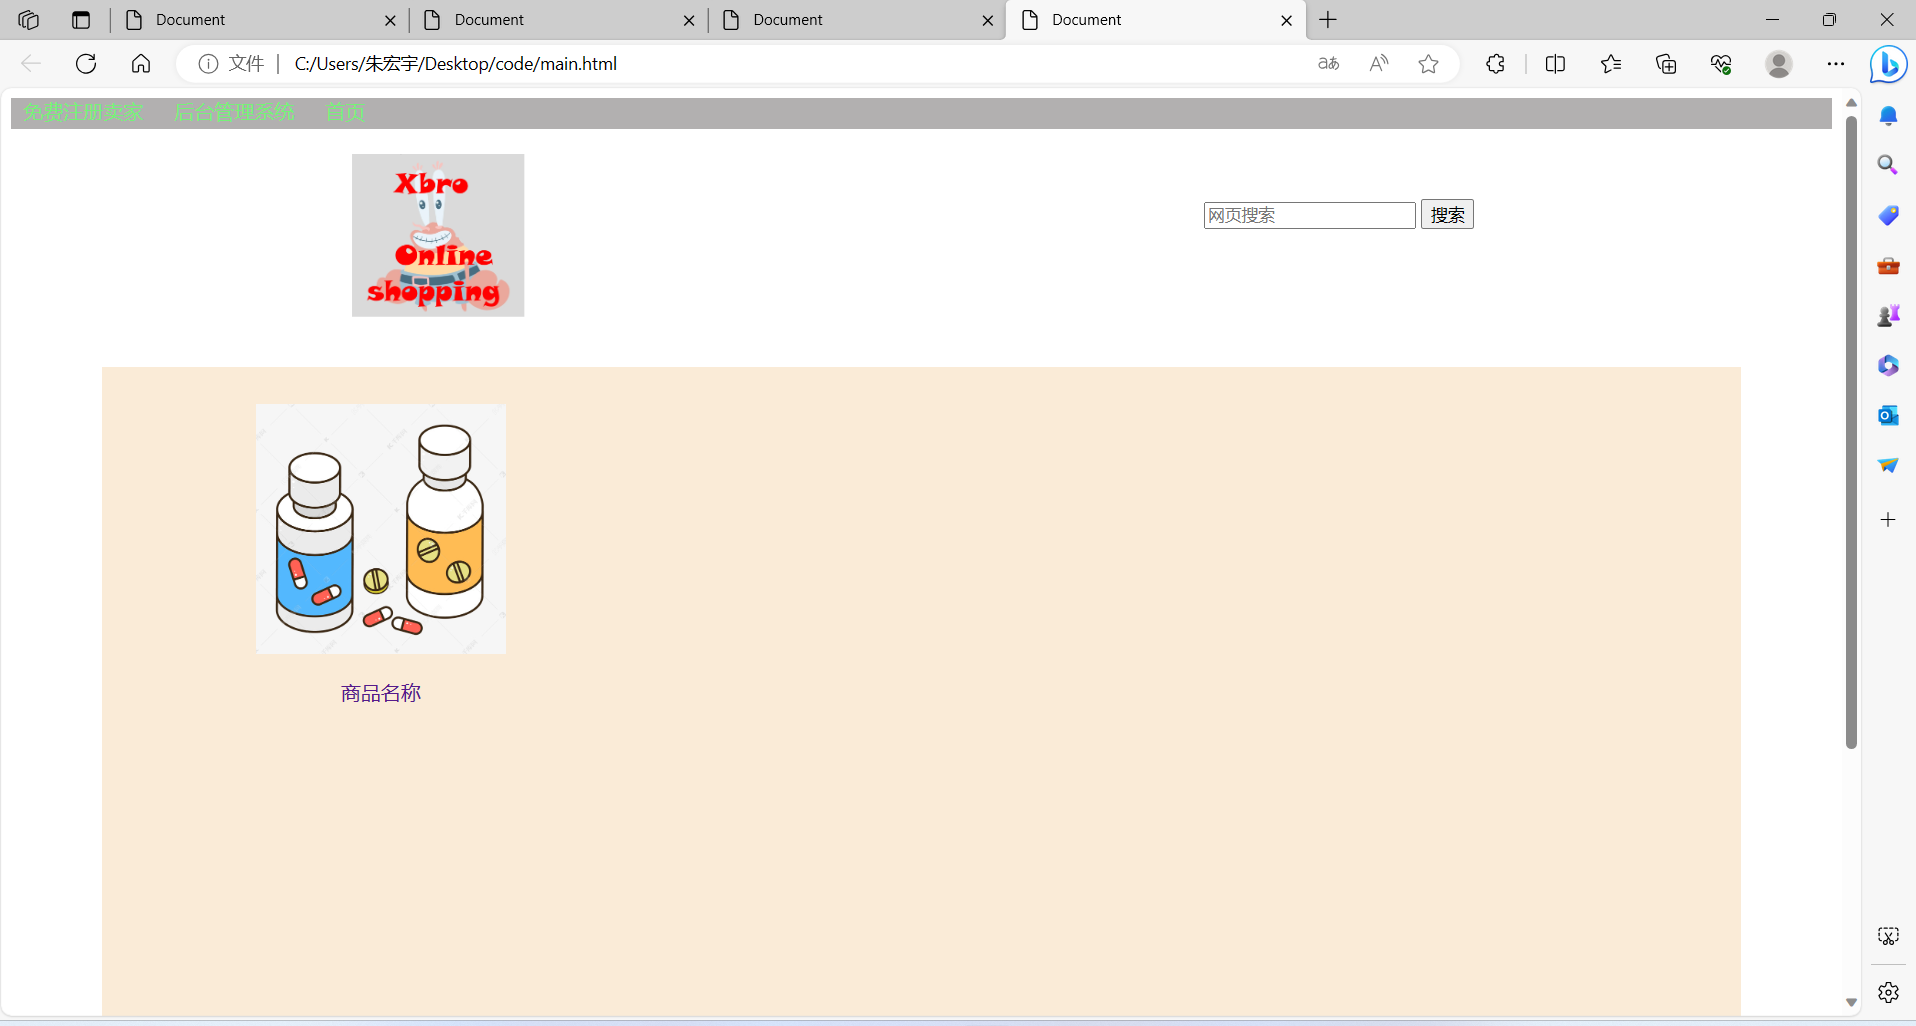 Document Document Document Document
文件 C:/Users/朱宏宇/Desktop/code/main.html
免费注册卖家 后台管理系统 首页
Xbro
Online
shopping
网页搜索 搜索
商品名称